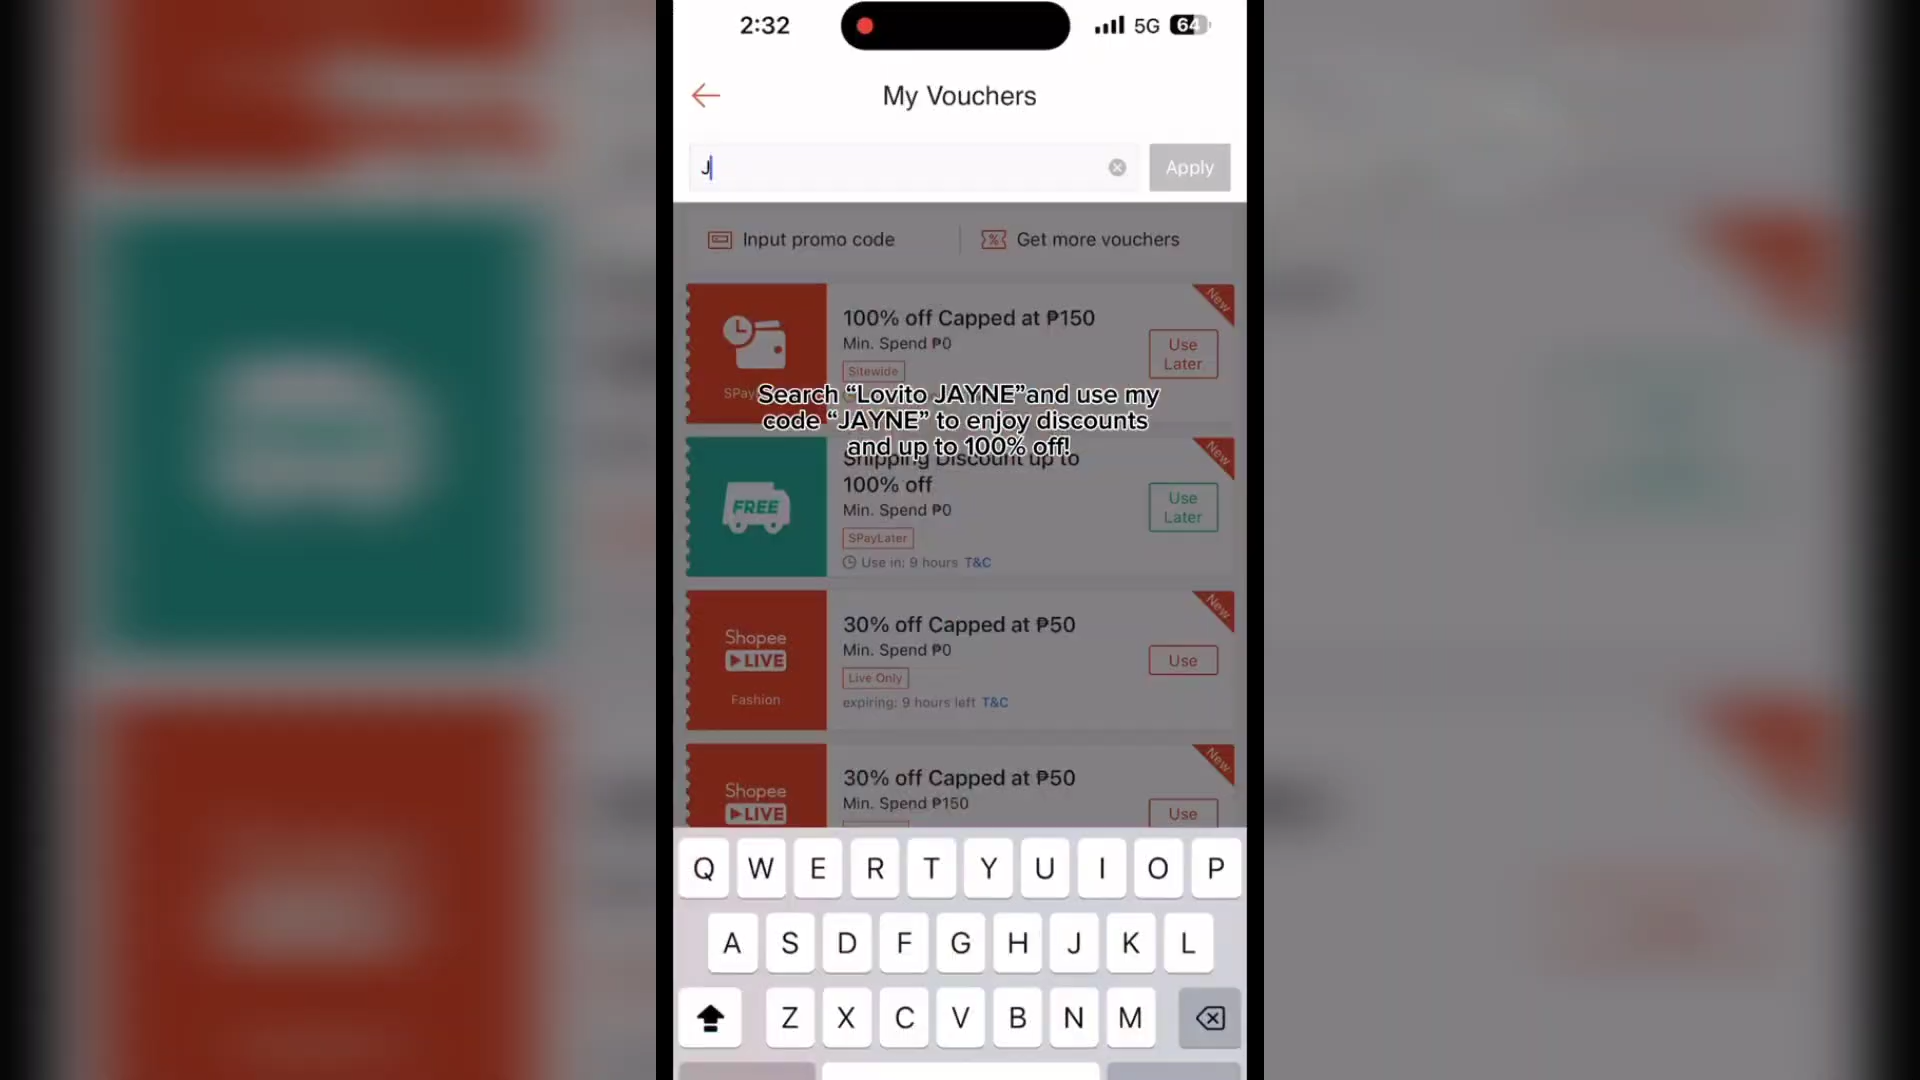 2:32 5G 64
My Vouchers
J Apply
Input promo code Get more vouchers
100% off Capped at ₱150
Min. Spend ₱0
Sitewide
Use
Later
New
SPay
Search “Lovito JAYNE”and use my
code “JAYNE” to enjoy discounts
and up to 100% off!
Shipping Discount up to
100% off
Min. Spend ₱0
SPayLater
Use in: 9 hours T&C
FREE
Use
Later
New
Shopee
LIVE
Fashion
30% off Capped at ₱50
Min. Spend ₱0
Live Only
expiring: 9 hours left T&C
Use
New
Shopee
LIVE
30% off Capped at ₱50
Min. Spend ₱150
Use
New
Q W E R T Y U I O P
A S D F G H J K L
Z X C V B N M